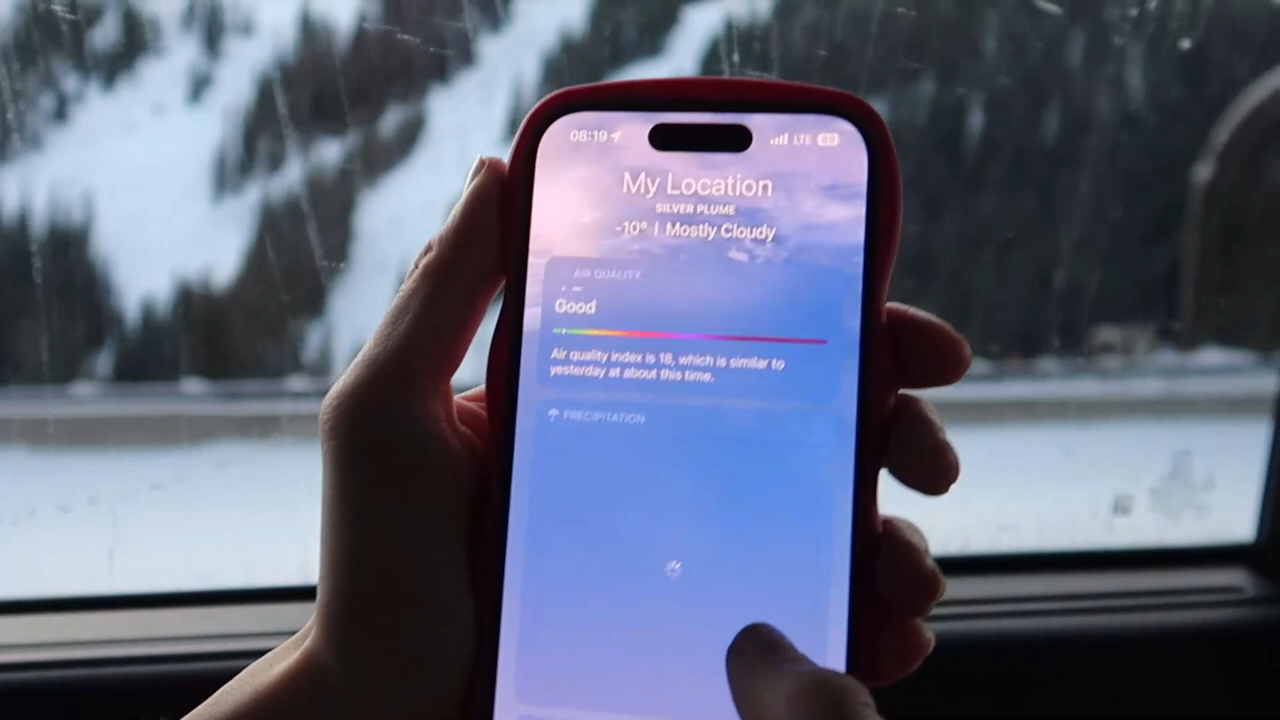 08:19 LTE 69
My Location
SILVER PLUME
-10° | Mostly Cloudy
AIR QUALITY
Good
Air quality index is 18, which is similar to
yesterday at about this time.
PRECIPITATION